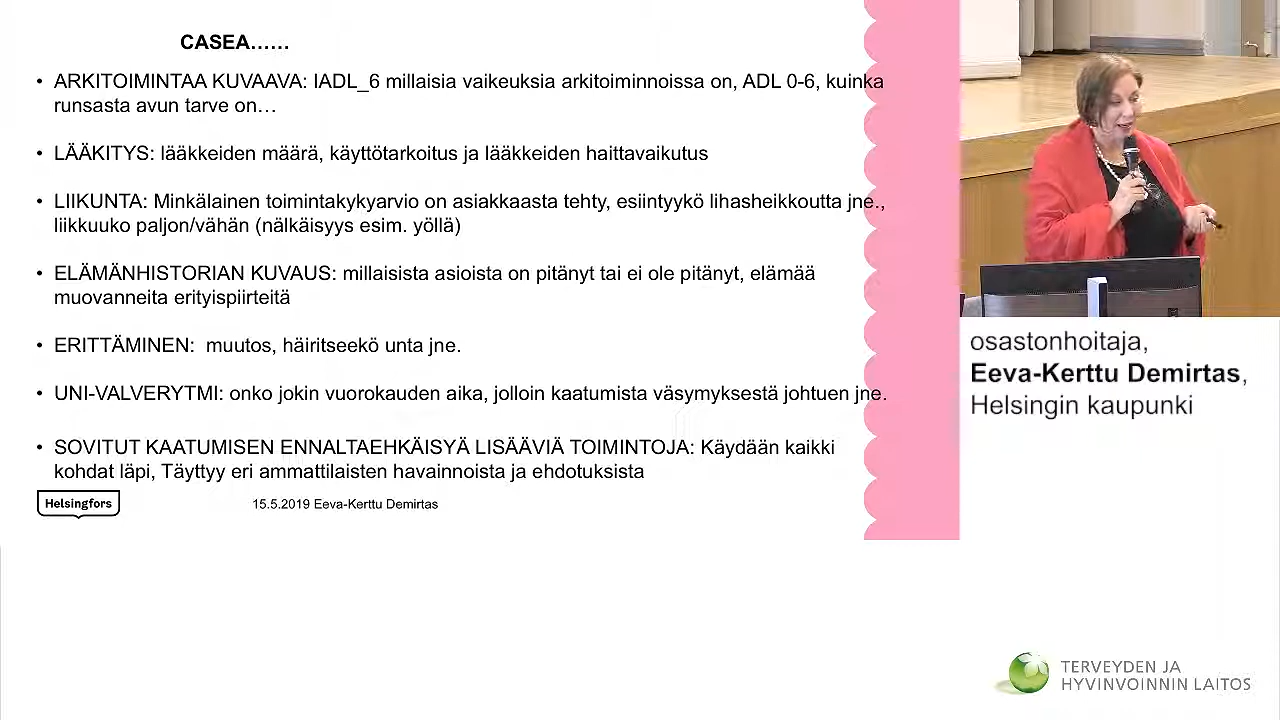 CASEA......
• ARKITOIMINTAA KUVAAVA: IADL_6 millaisia vaikeuksia arkitoiminnoissa on, ADL 0-6, kuinka
runsasta avun tarve on…
• LÄÄKITYS: lääkkeiden määrä, käyttötarkoitus ja lääkkeiden haittavaikutus
• LIIKUNTA: Minkälainen toimintakykyarvio on asiakkaasta tehty, esiintyykö lihasheikkoutta jne.,
liikkuuko paljon/vähän (nälkäisyys esim. yöllä)
• ELÄMÄNHISTORIAN KUVAUS: millaisista asioista on pitänyt tai ei ole pitänyt, elämää
muovanneita erityispiirteitä
• ERITTÄMINEN: muutos, häiritseekö unta jne.
• UNI-VALVERYTMI: onko jokin vuorokauden aika, jolloin kaatumista väsymyksestä johtuen jne.
• SOVITUT KAATUMISEN ENNALTAEHKÄISYÄ LISÄÄVIÄ TOIMINTOJA: Käydään kaikki
kohdat läpi, Täyttyy eri ammattilaisten havainnoista ja ehdotuksista
Helsingfors
15.5.2019 Eeva-Kerttu Demirtas
osastonhoitaja,
Eeva-Kerttu Demirtas,
Helsingin kaupunki
TERVEYDEN JA
HYVINVOINNIN LAITOS